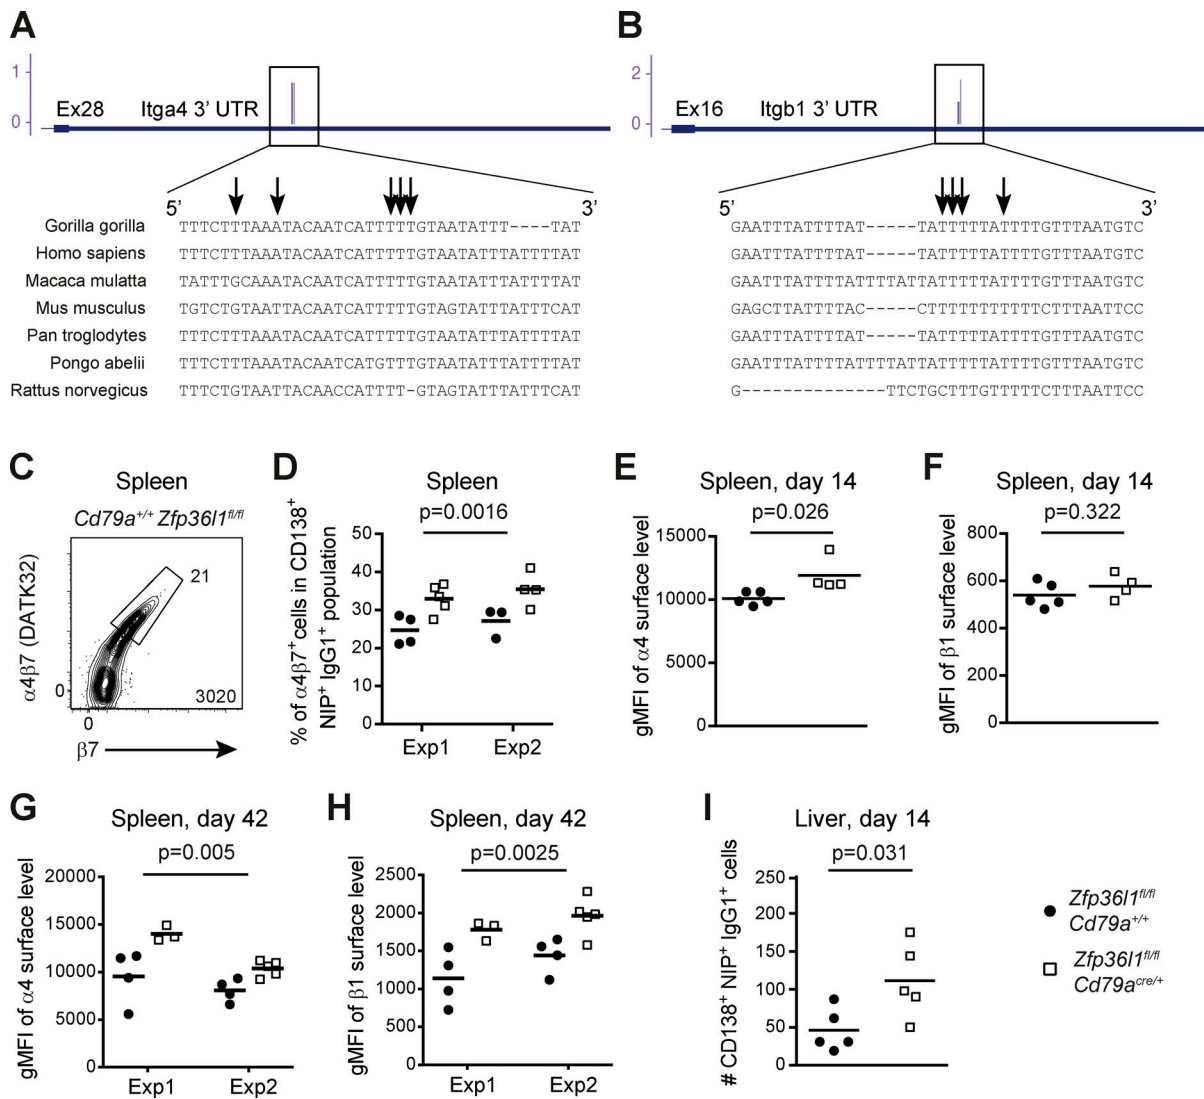 A
1
0
Ex28 Itga4 3' UTR
5' 3'
Gorilla gorilla TTTCTTTAAATACAATCATTTTTGTAATATTT----TAT
Homo sapiens TTTCTTTAAATACAATCATTTTTGTAATATTTATTTTAT
Macaca mulatta TATTTGCAAATACAATCATTTTTGTAATATTTATTTTAT
Mus musculus TGTCTGTAATTACAATCATTTTTGTAATATTTATTTCAT
Pan troglodytes TTTCTTTAAATACAATCATTTTTGTAATATTTATTTTAT
Pongo abelii TTTCTTTAAATACAATCATGTTTGTAATATTTATTTTAT
Rattus norvegicus TTTCTGTAATTACAACCATTTT-GTAGTATTTATTTCAT
B
2
0
Ex16 Itgb1 3' UTR
5' 3'
GAATTTATTTTAT-----TATTTTTATTTTTGTTTAATGTC
GAATTTATTTTAT-----TATTTTTATTTTTGTTTAATGTC
GAATTTATTTATTTTATTATTTTTATTTTTGTTTAATGTC
GAGCTTATTTTAC-----CTTTTTTATTTTTCTTTAATTCC
GAATTTATTTTAT-----TATTTTTATTTTTGTTTAATGTC
GAATTTATTTATTTTATTATTTTTATTTTTGTTTAATGTC
G--------------TTCTGCTTTGTTTTTCTTTAATTCC
C
Spleen
Cd79a+/+ Zfp36l1fl/fl
α4β7 (DATK32)
21
0
3020
0
β7
D
Spleen
p=0.0016
% of α4β7+ cells in CD138+
NIP+ IgG1+ population
50
40
30
20
10
0
Exp1 Exp2
E
Spleen, day 14
p=0.026
gMFI of α4 surface level
15000
10000
5000
0
F
Spleen, day 14
p=0.322
gMFI of β1 surface level
800
600
400
200
0
G
Spleen, day 42
p=0.005
gMFI of α4 surface level
20000
15000
10000
5000
0
Exp1 Exp2
H
Spleen, day 42
p=0.0025
gMFI of β1 surface level
2500
2000
1500
1000
500
0
Exp1 Exp2
I
Liver, day 14
p=0.031
# CD138+ NIP+ IgG1+ cells
250
200
150
100
50
0
Zfp36l1fl/fl
Cd79a+/+
Zfp36l1fl/fl
Cd79acre/+